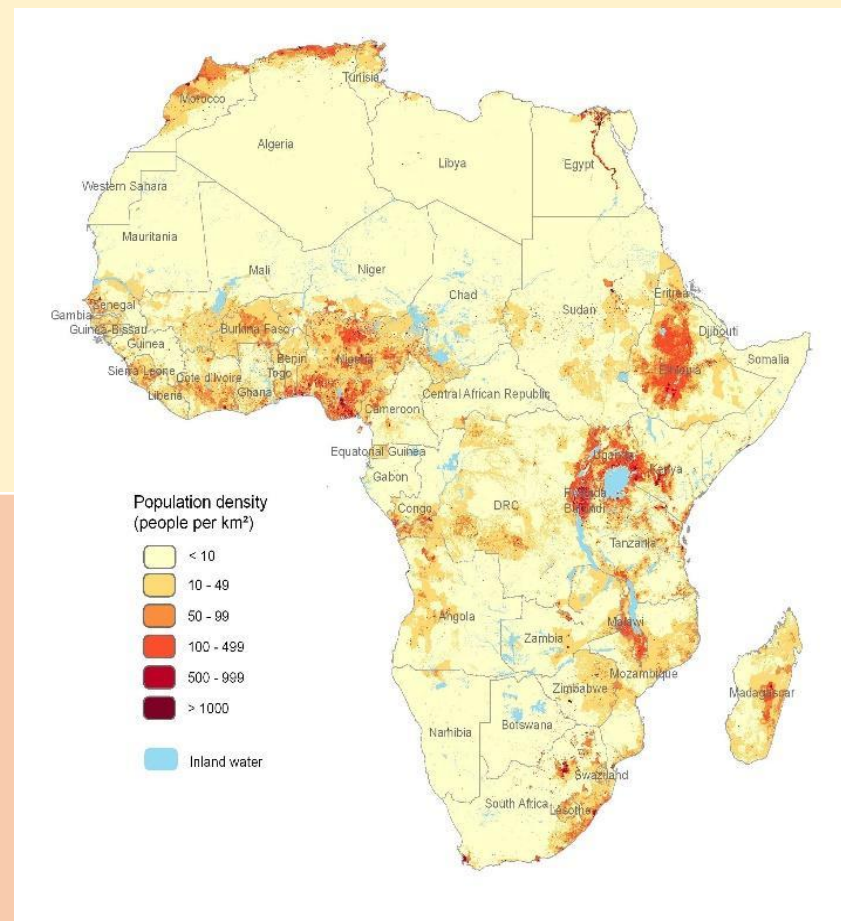 Tunisia
Morocco
Algeria
Libya
Egypt
Western Sahara
Mauritania
Mali
Niger
Chad
Sudan
Eritrea
Senegal
Gambia
Guinea-Bissau
Burkina Faso
Djibouti
Guinea
Benin
Nigeria
Somalia
Sierra Leone
Cote d'Ivoire
Togo
Ethiopia
Ghana
Liberia
Central African Republic
Cameroon
Equatorial Guinea
Uganda
Kenya
Gabon
Rwanda
Congo
DRC
Burundi
Tanzania
Angola
Malawi
Zambia
Mozambique
Zimbabwe
Madagascar
Botswana
Namibia
Swaziland
South Africa
Lesotho
Population density
(people per km²)
< 10
10 - 49
50 - 99
100 - 499
500 - 999
> 1000
Inland water